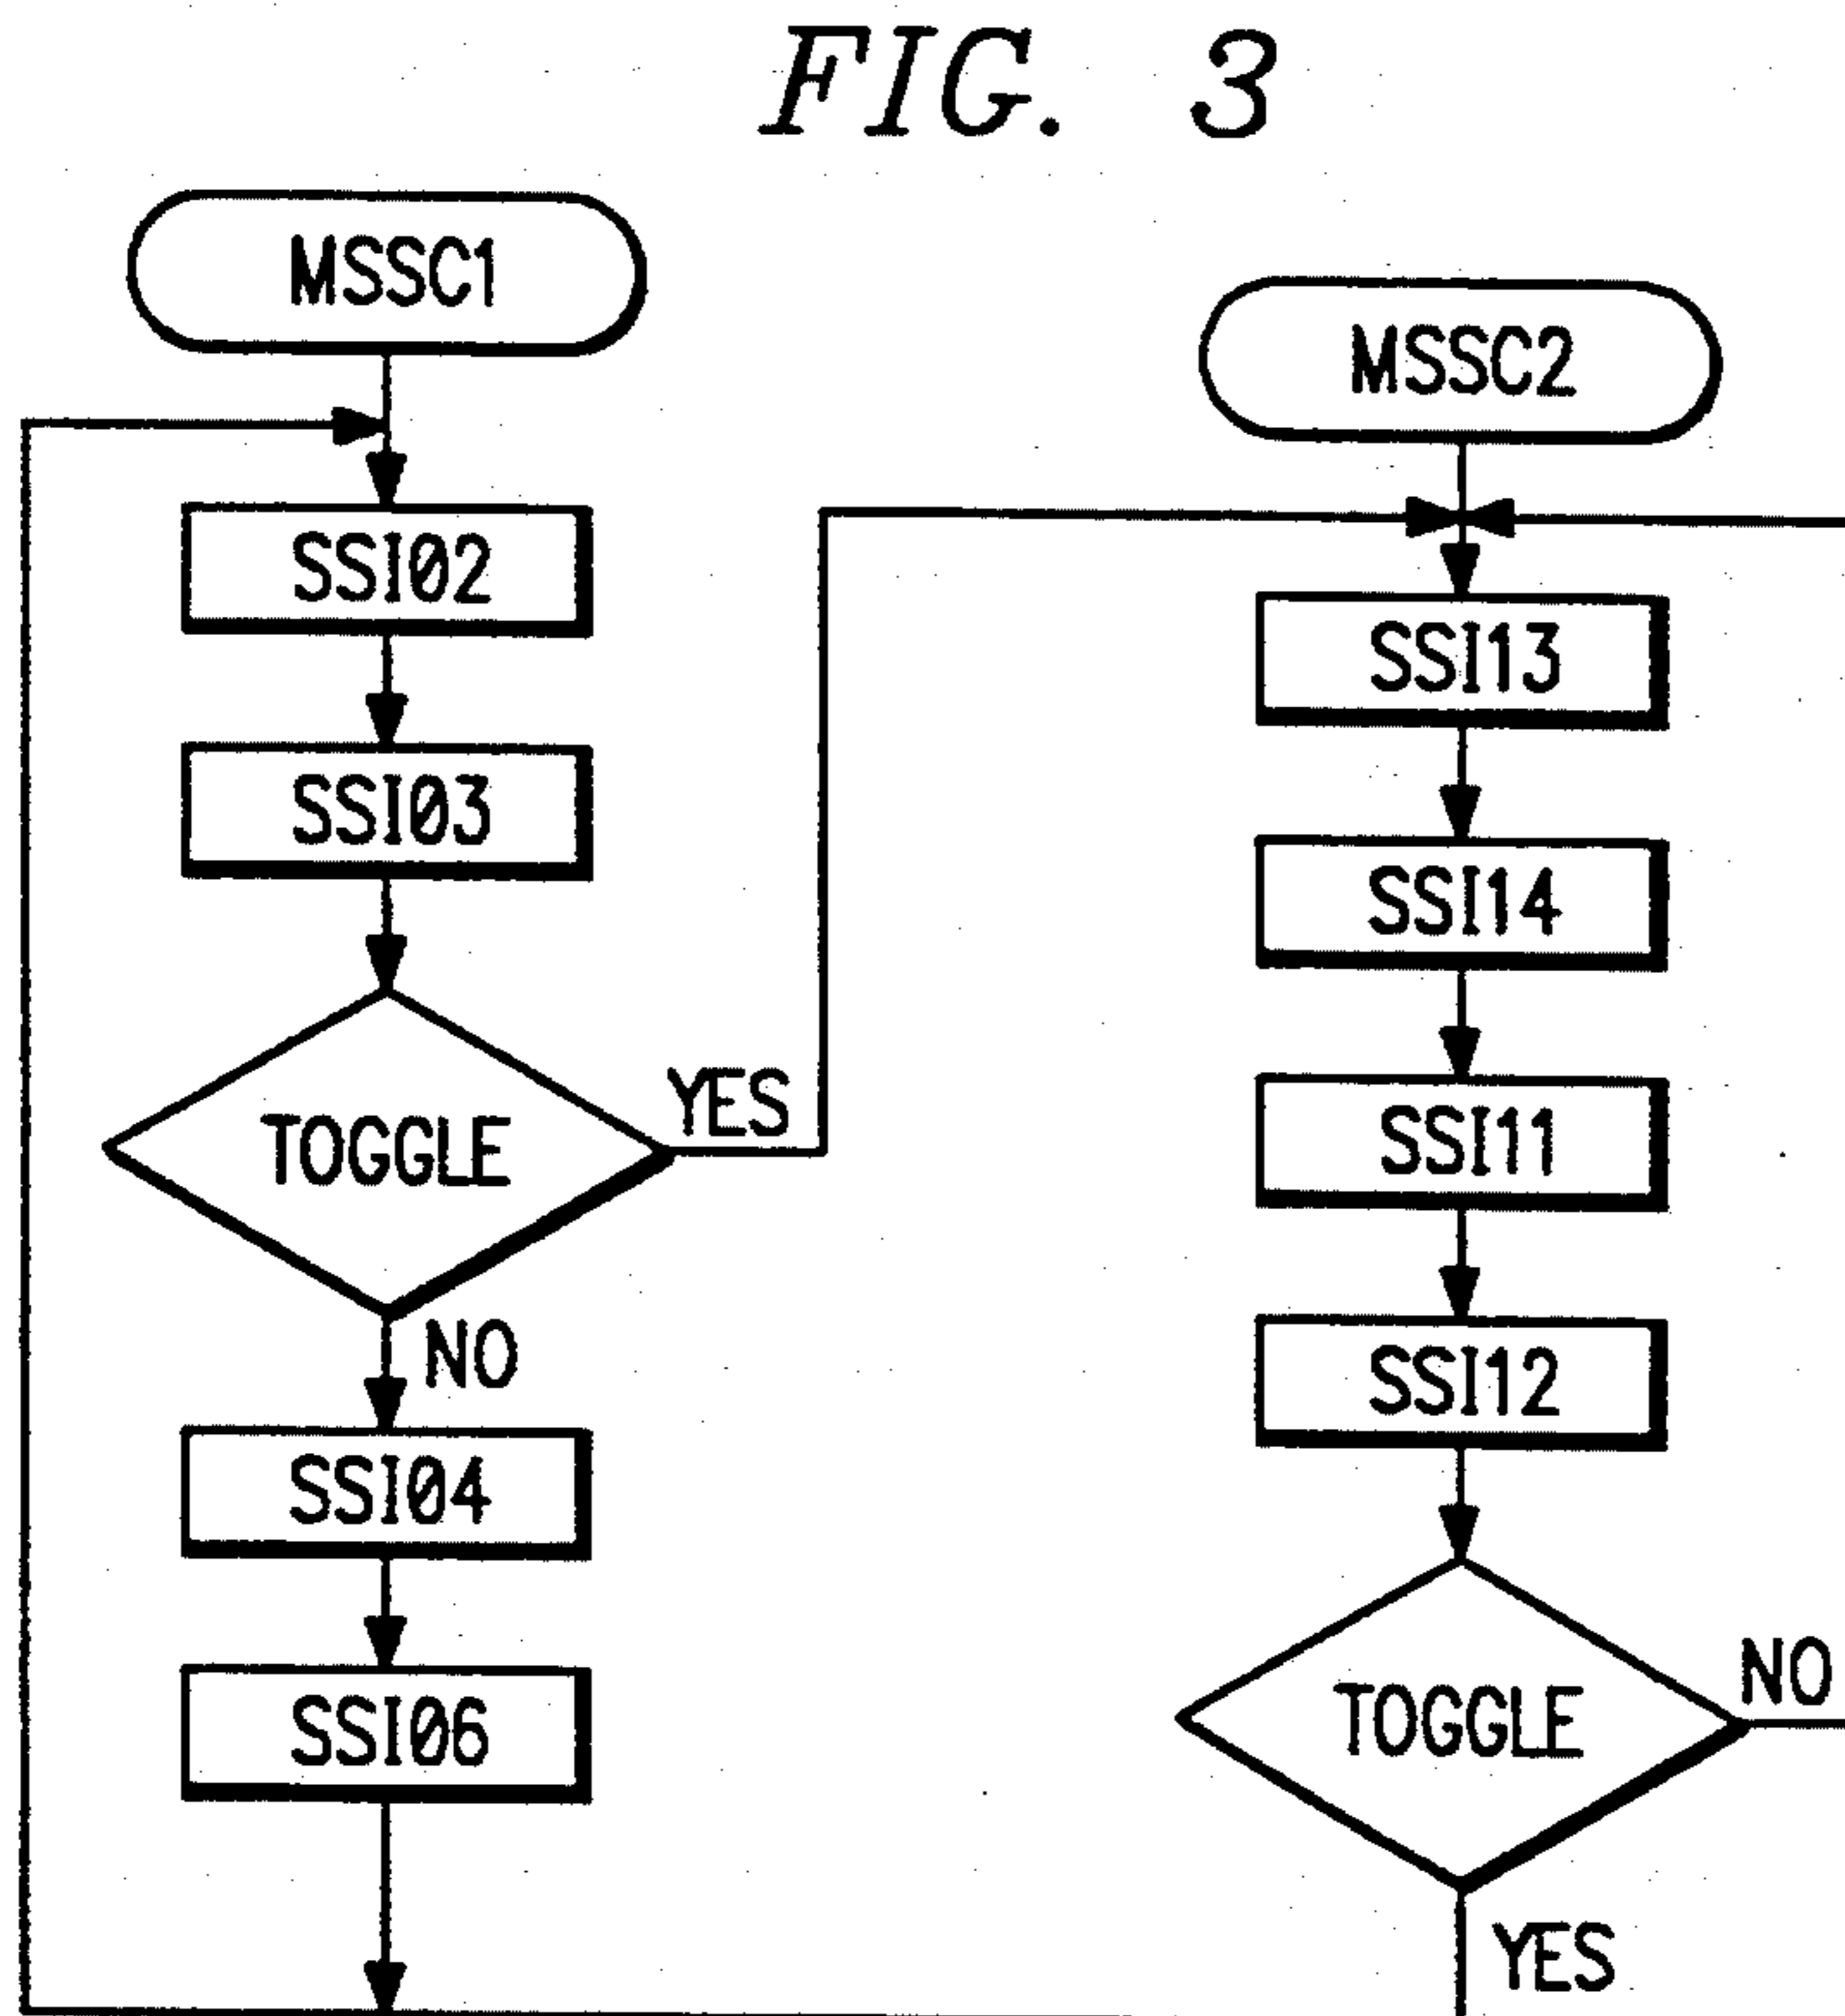 FIG. 3
MSSC1
SSI02
SSI03
TOGGLE
YES
NO
SSI04
SSI06
MSSC2
SSI13
SSI14
SSI11
SSI12
TOGGLE
NO
YES